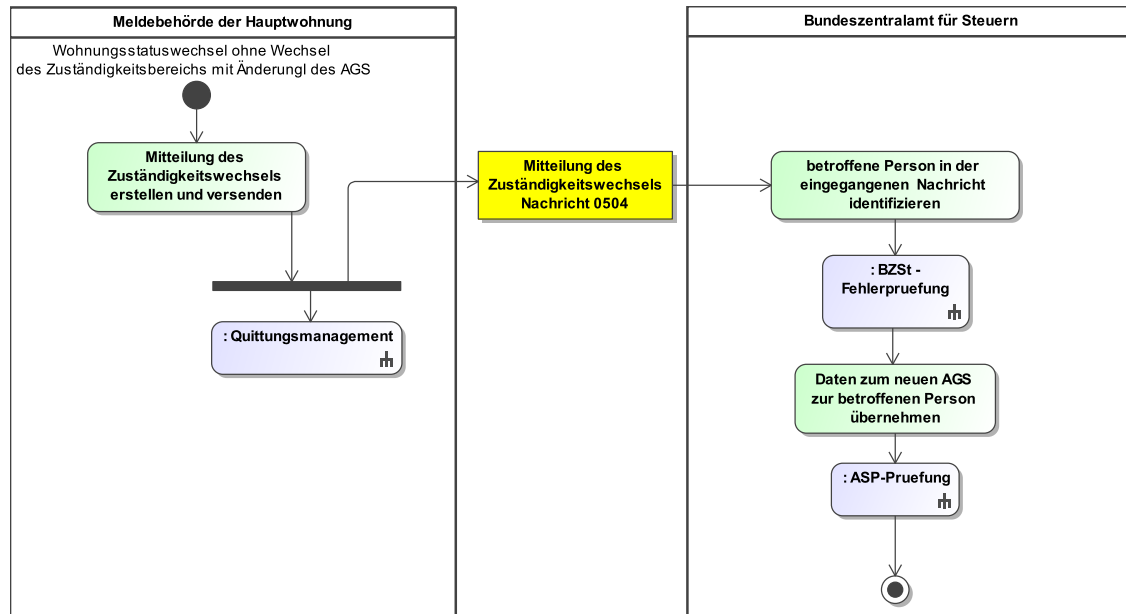 Meldebehörde der Hauptwohnung
Wohnungsstatuswechsel ohne Wechsel
des Zuständigkeitsbereichs mit Änderungl des AGS
Mitteilung des
Zuständigkeitswechsels
erstellen und versenden
: Quittungsmanagement
Mitteilung des
Zuständigkeitswechsels
Nachricht 0504
Bundeszentralamt für Steuern
betroffene Person in der
eingegangenen Nachricht
identifizieren
: BZSt -
Fehlerpruefung
Daten zum neuen AGS
zur betroffenen Person
übernehmen
: ASP-Pruefung